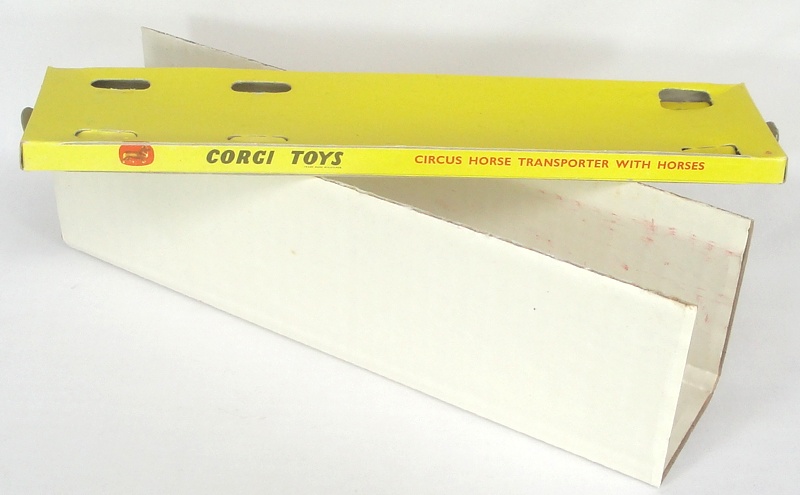 CORGI TOYS CIRCUS HORSE TRANSPORTER WITH HORSES